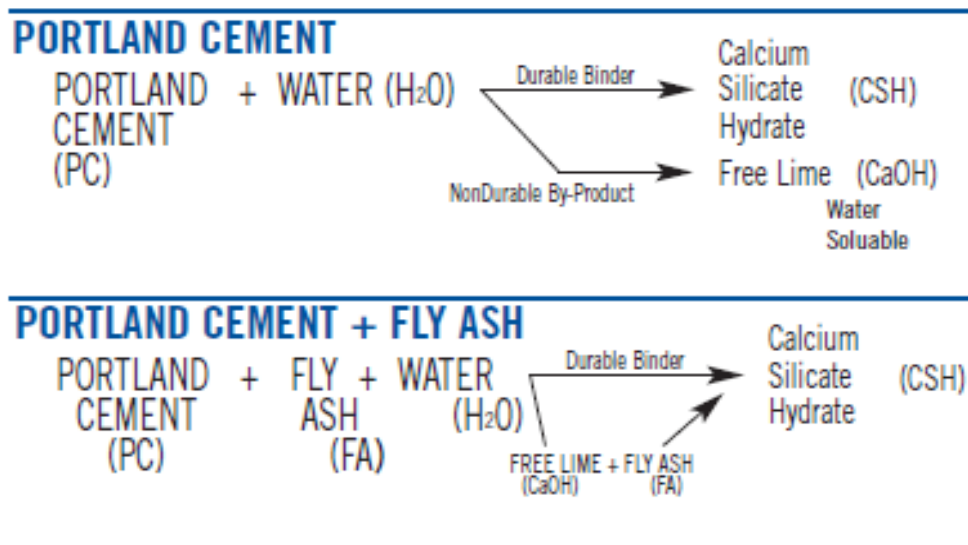 PORTLAND CEMENT
PORTLAND + WATER (H2O)
CEMENT
(PC)
Durable Binder
Calcium
Silicate (CSH)
Hydrate
NonDurable By-Product
Free Lime (CaOH)
Water
Soluable
PORTLAND CEMENT + FLY ASH
PORTLAND + FLY + WATER
CEMENT ASH (H2O)
(PC) (FA)
Durable Binder
Calcium
Silicate (CSH)
Hydrate
FREE LIME + FLY ASH
(CaOH) (FA)